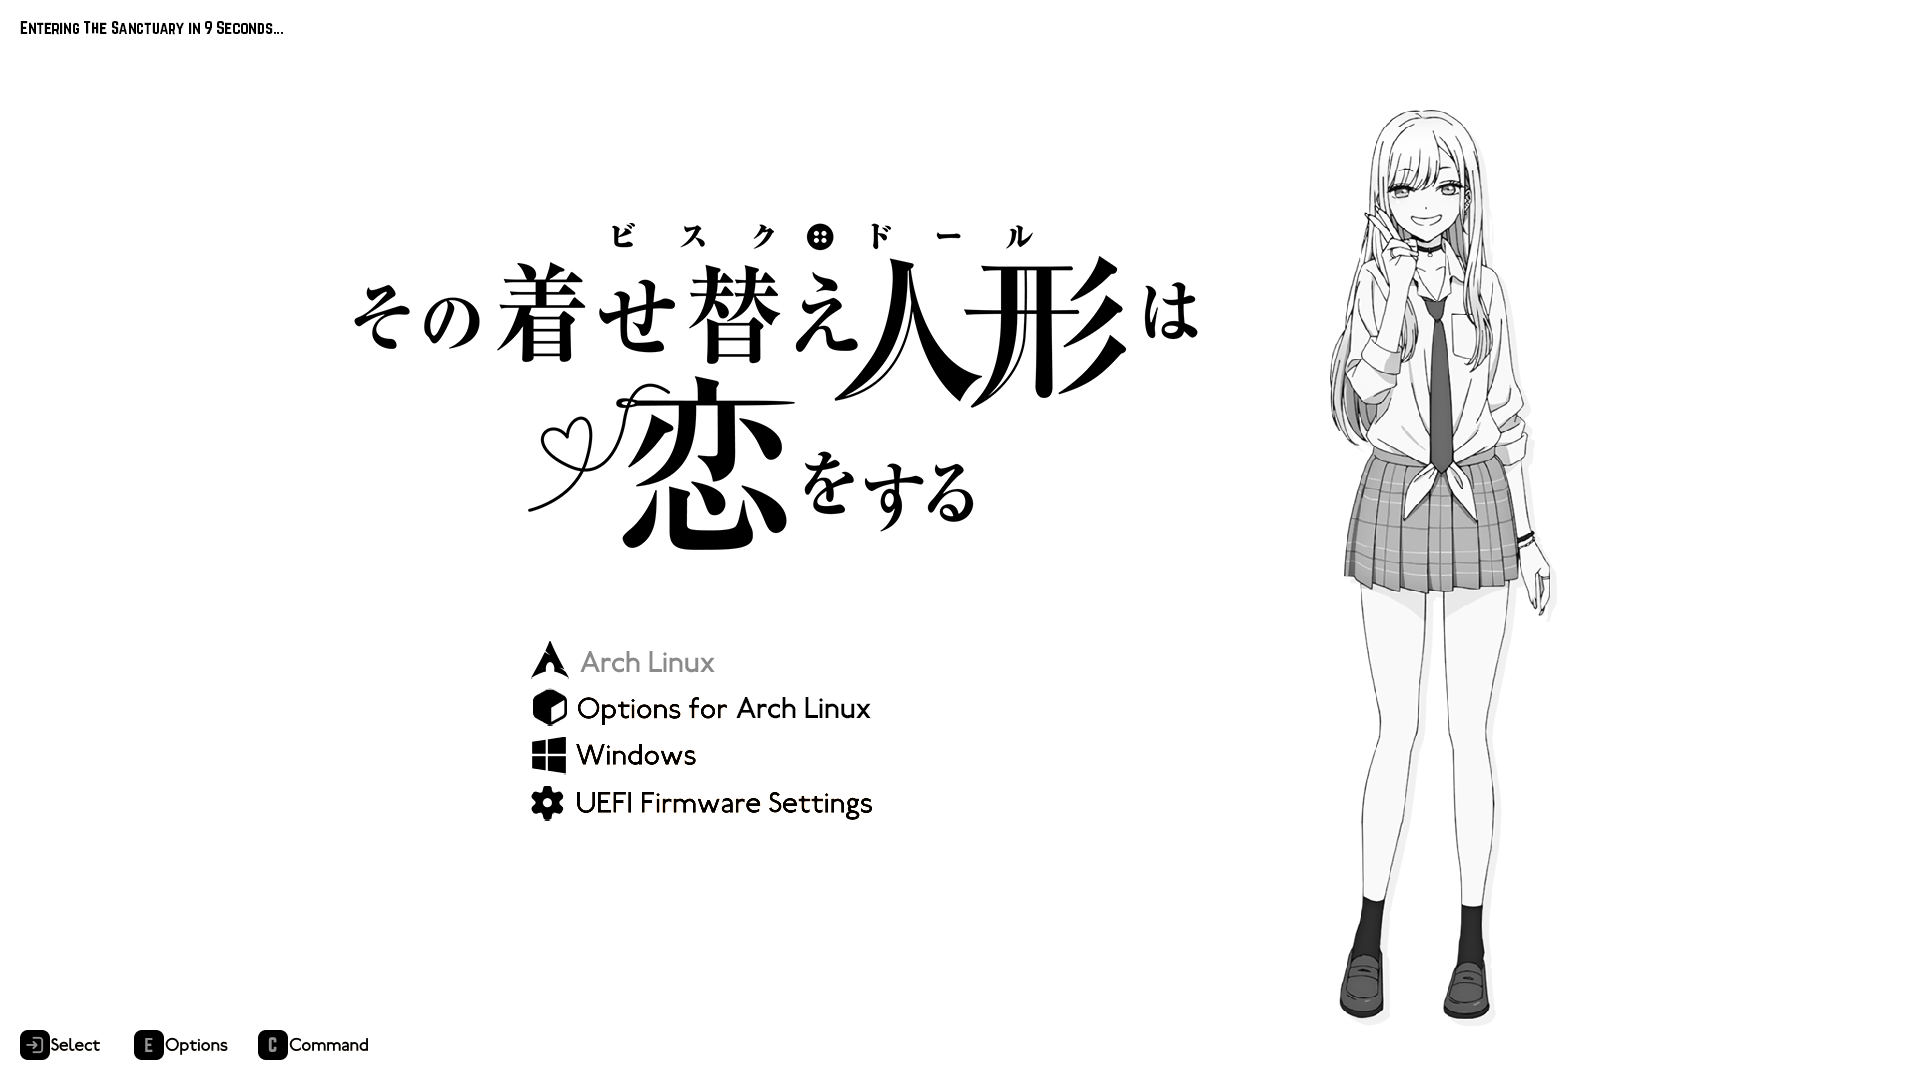 Entering The Sanctuary in 9 Seconds...
ビスクドール
その着せ替え人形は
恋をする
Arch Linux
Options for Arch Linux
Windows
UEFI Firmware Settings
Select
E Options
C Command